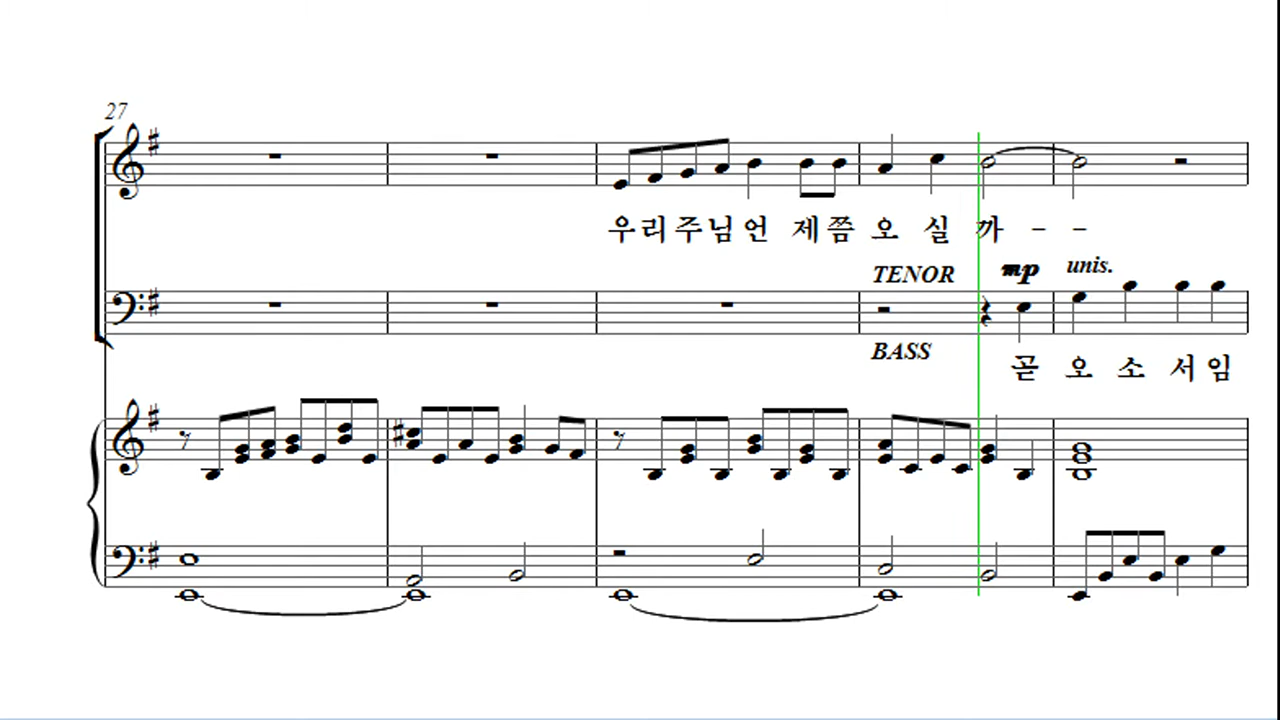 27
우리주님언 제쯤 오 실 까 - -
TENOR mp unis.
BASS
곧 오 소 서임